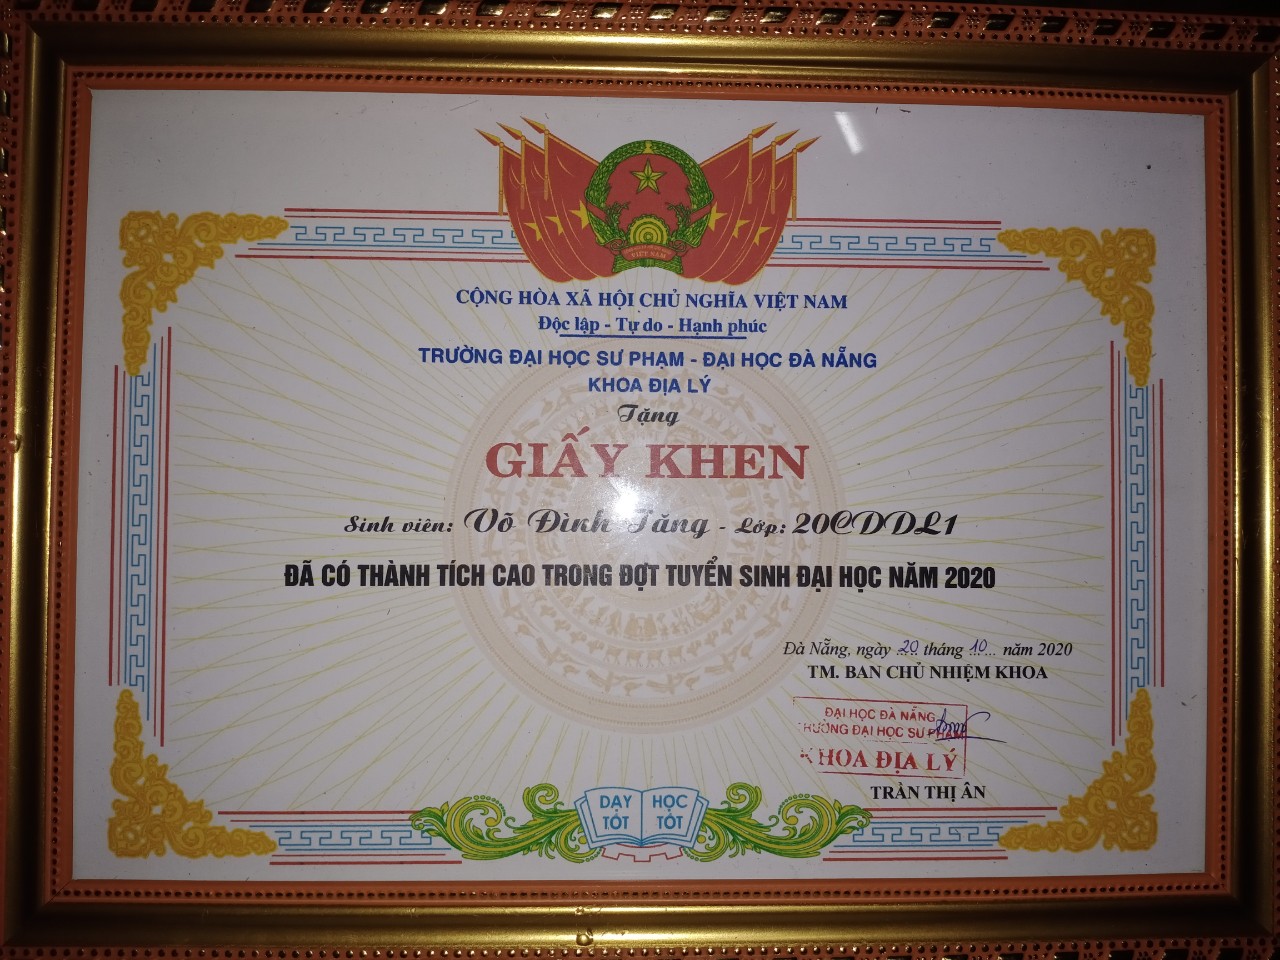 VIỆT NAM
CỘNG HÒA XÃ HỘI CHỦ NGHĨA VIỆT NAM
Độc lập - Tự do - Hạnh phúc
TRƯỜNG ĐẠI HỌC SƯ PHẠM - ĐẠI HỌC ĐÀ NẴNG
KHOA ĐỊA LÝ
Tặng
GIẤY KHEN
Sinh viên: Võ Đình Tăng - Lớp: 20CDDL1
ĐÃ CÓ THÀNH TÍCH CAO TRONG ĐỢT TUYỂN SINH ĐẠI HỌC NĂM 2020
Đà Nẵng, ngày 20 tháng 10 năm 2020
TM. BAN CHỦ NHIỆM KHOA
ĐẠI HỌC ĐÀ NẴNG
TRƯỜNG ĐẠI HỌC SƯ PHẠM
KHOA ĐỊA LÝ
TRẦN THỊ ÂN
DẠY TỐT
HỌC TỐT